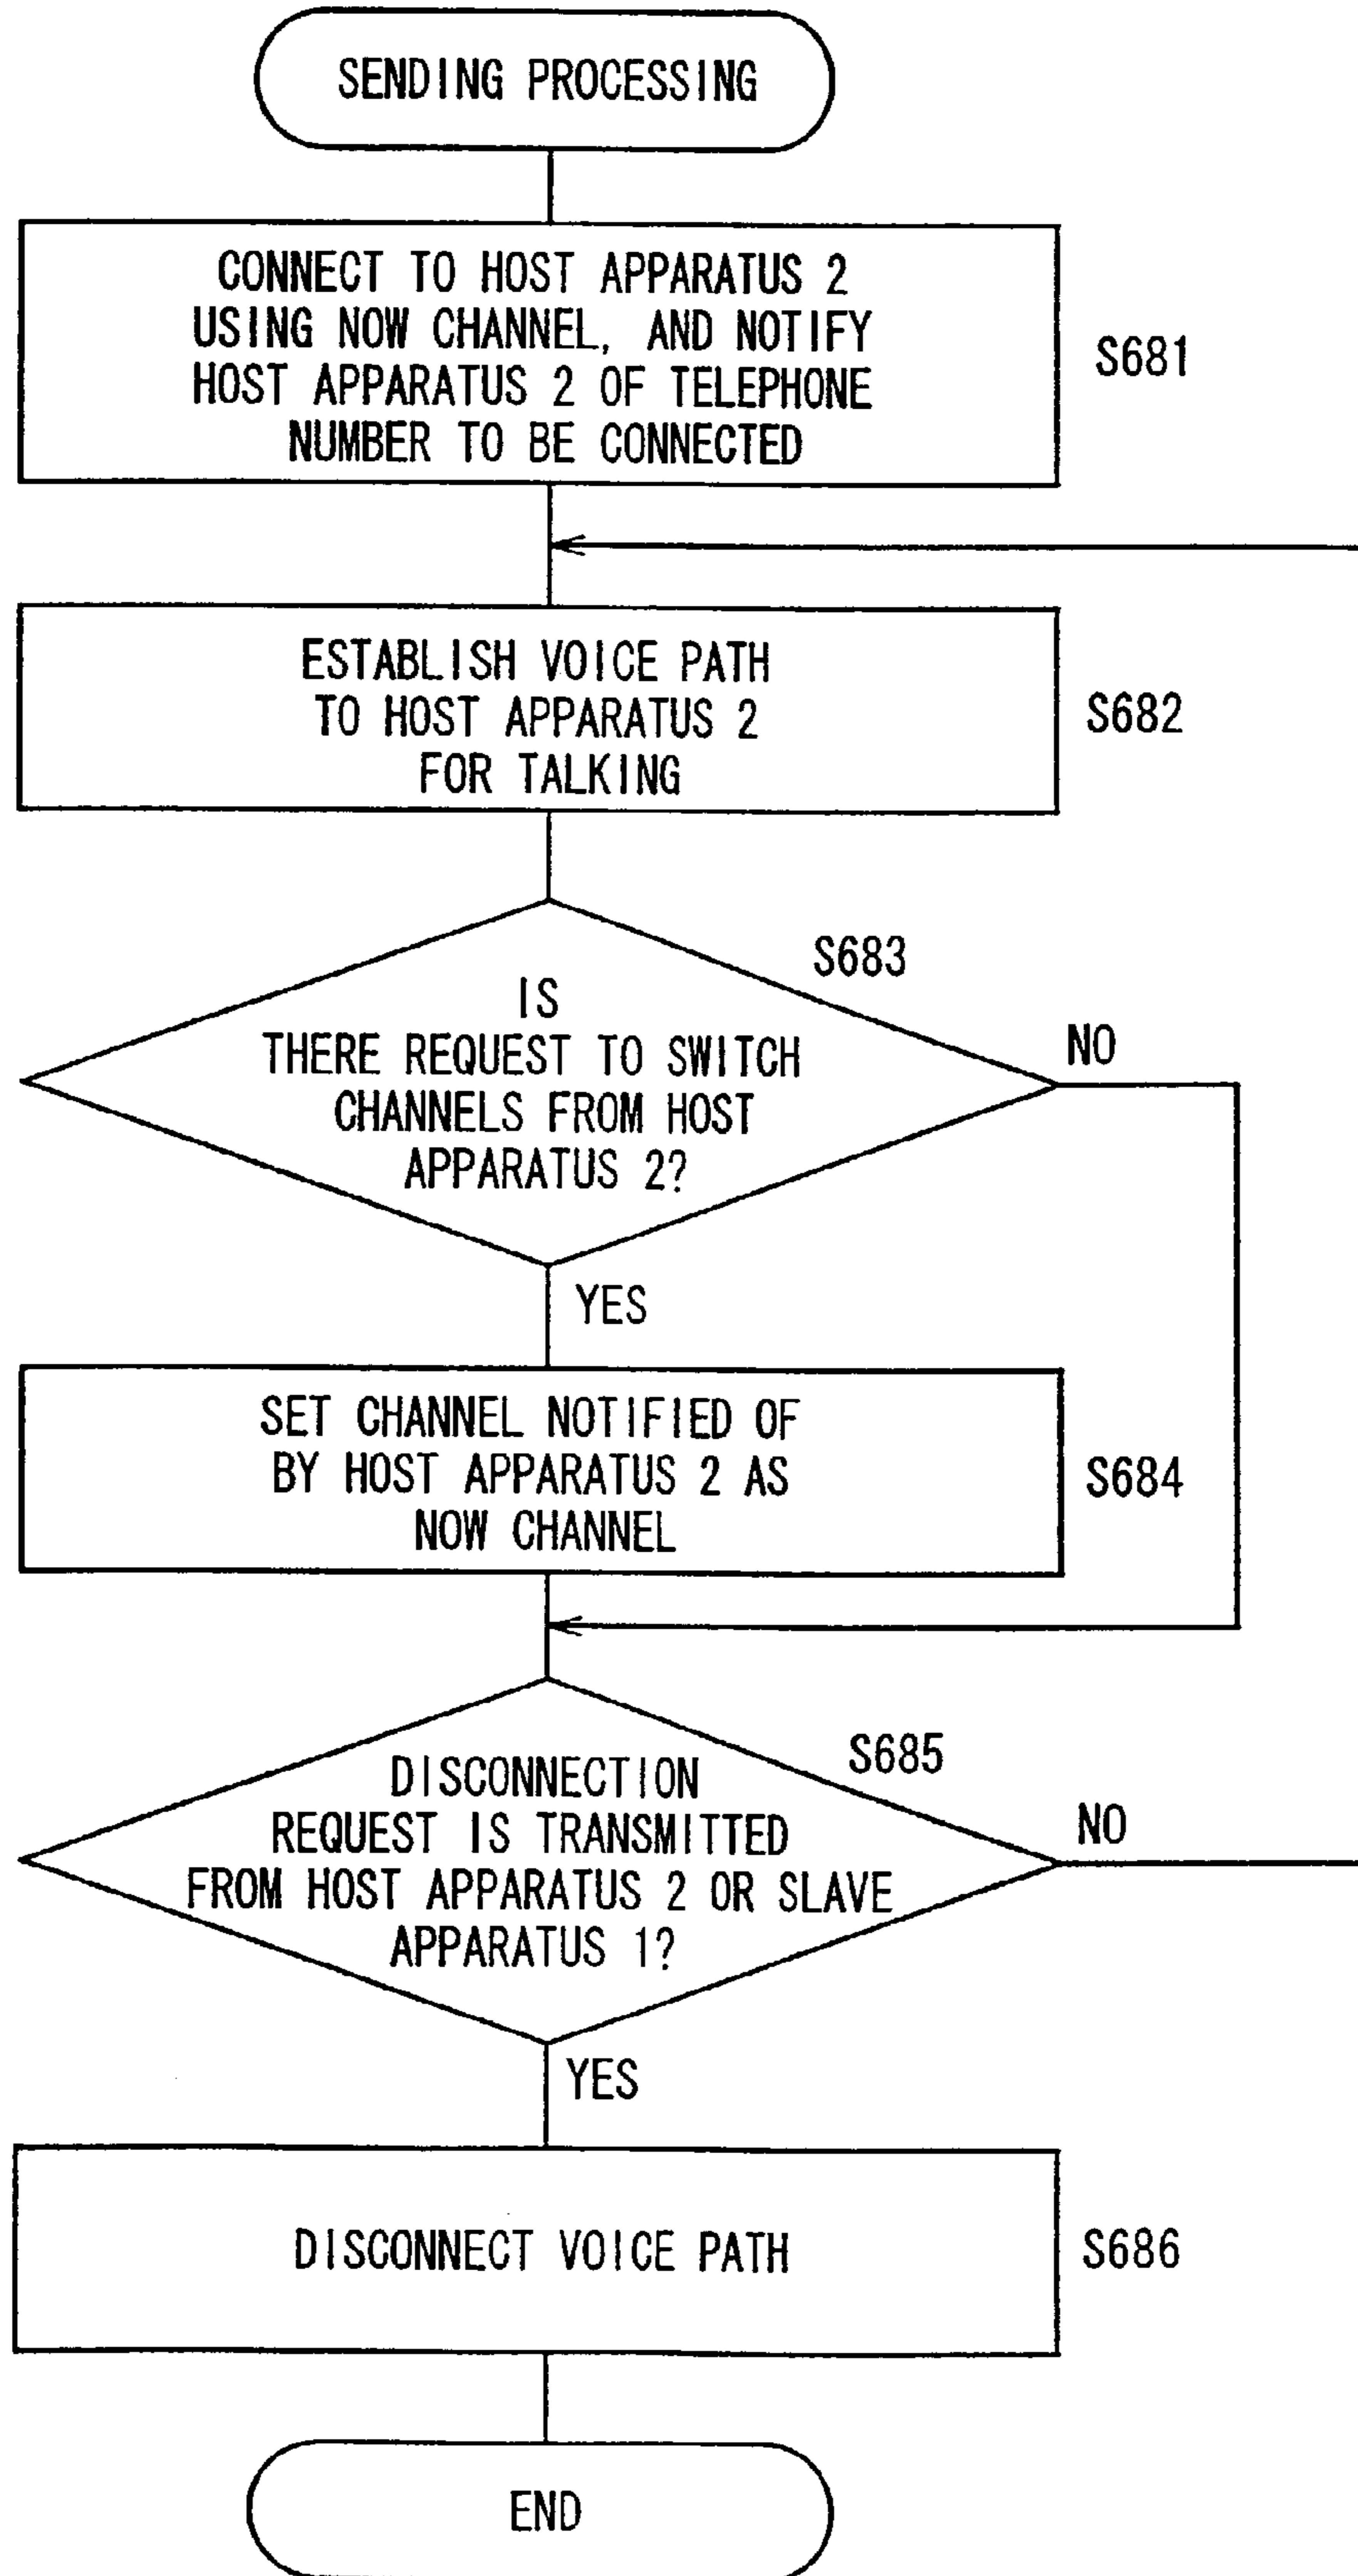 SENDING PROCESSING
CONNECT TO HOST APPARATUS 2
USING NOW CHANNEL, AND NOTIFY
HOST APPARATUS 2 OF TELEPHONE
NUMBER TO BE CONNECTED
S681
ESTABLISH VOICE PATH
TO HOST APPARATUS 2
FOR TALKING
S682
S683
IS
THERE REQUEST TO SWITCH
CHANNELS FROM HOST
APPARATUS 2?
NO
YES
SET CHANNEL NOTIFIED OF
BY HOST APPARATUS 2 AS
NOW CHANNEL
S684
S685
DISCONNECTION
REQUEST IS TRANSMITTED
FROM HOST APPARATUS 2 OR SLAVE
APPARATUS 1?
NO
YES
DISCONNECT VOICE PATH
S686
END